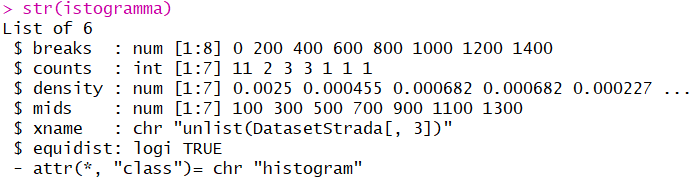 > str(istogramma)
List of 6
 $ breaks  : num [1:8] 0 200 400 600 800 1000 1200 1400
 $ counts  : int [1:7] 11 2 3 3 1 1 1
 $ density : num [1:7] 0.0025 0.000455 0.000682 0.000682 0.000227 ...
 $ mids    : num [1:7] 100 300 500 700 900 1100 1300
 $ xname   : chr "unlist(DatasetStrada[, 3])"
 $ equidist: logi TRUE
 - attr(*, "class")= chr "histogram"